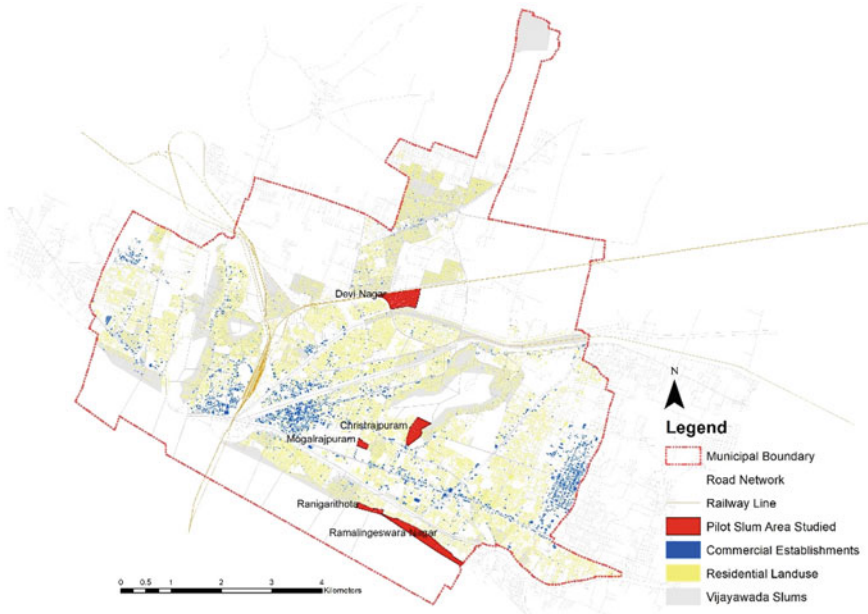 Devi Nagar
Christrajpuram
Mogalrajpuram
Ranigarithota
Ramalingeswara Nagar
N
Legend
Municipal Boundary
Road Network
Railway Line
Pilot Slum Area Studied
Commercial Establishments
Residential Landuse
Vijayawada Slums
0 0.5 1 2 3 4
Kilometers